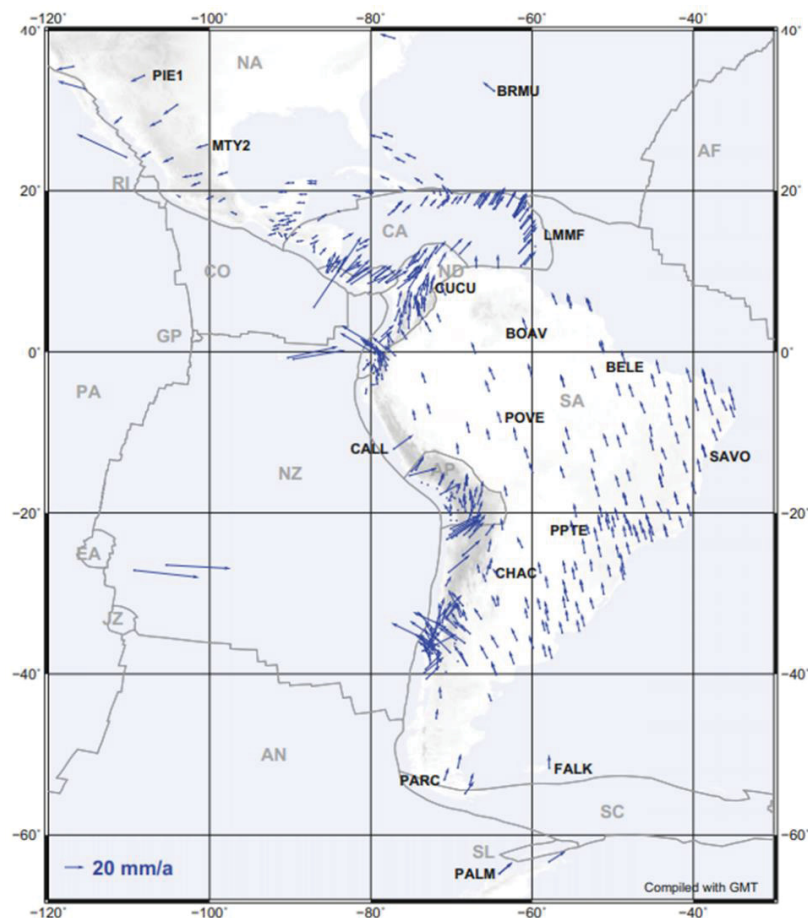 −120˚ −100˚ −80˚ −60˚ −40˚
40˚ 40˚
NA
PIE1
BRMU
MTY2
AF
20˚ 20˚
RI
CA
LMMF
CO
ND
CUCU
GP
BOAV
0˚ 0˚
BELE
PA
SA
POVE
CALL
SAVO
AP
NZ
−20˚ −20˚
PPTE
EA
CHAC
JZ
−40˚ −40˚
AN
FALK
PARC
SC
−60˚ −60˚
SL
PALM
20 mm/a
Compiled with GMT
−120˚ −100˚ −80˚ −60˚ −40˚